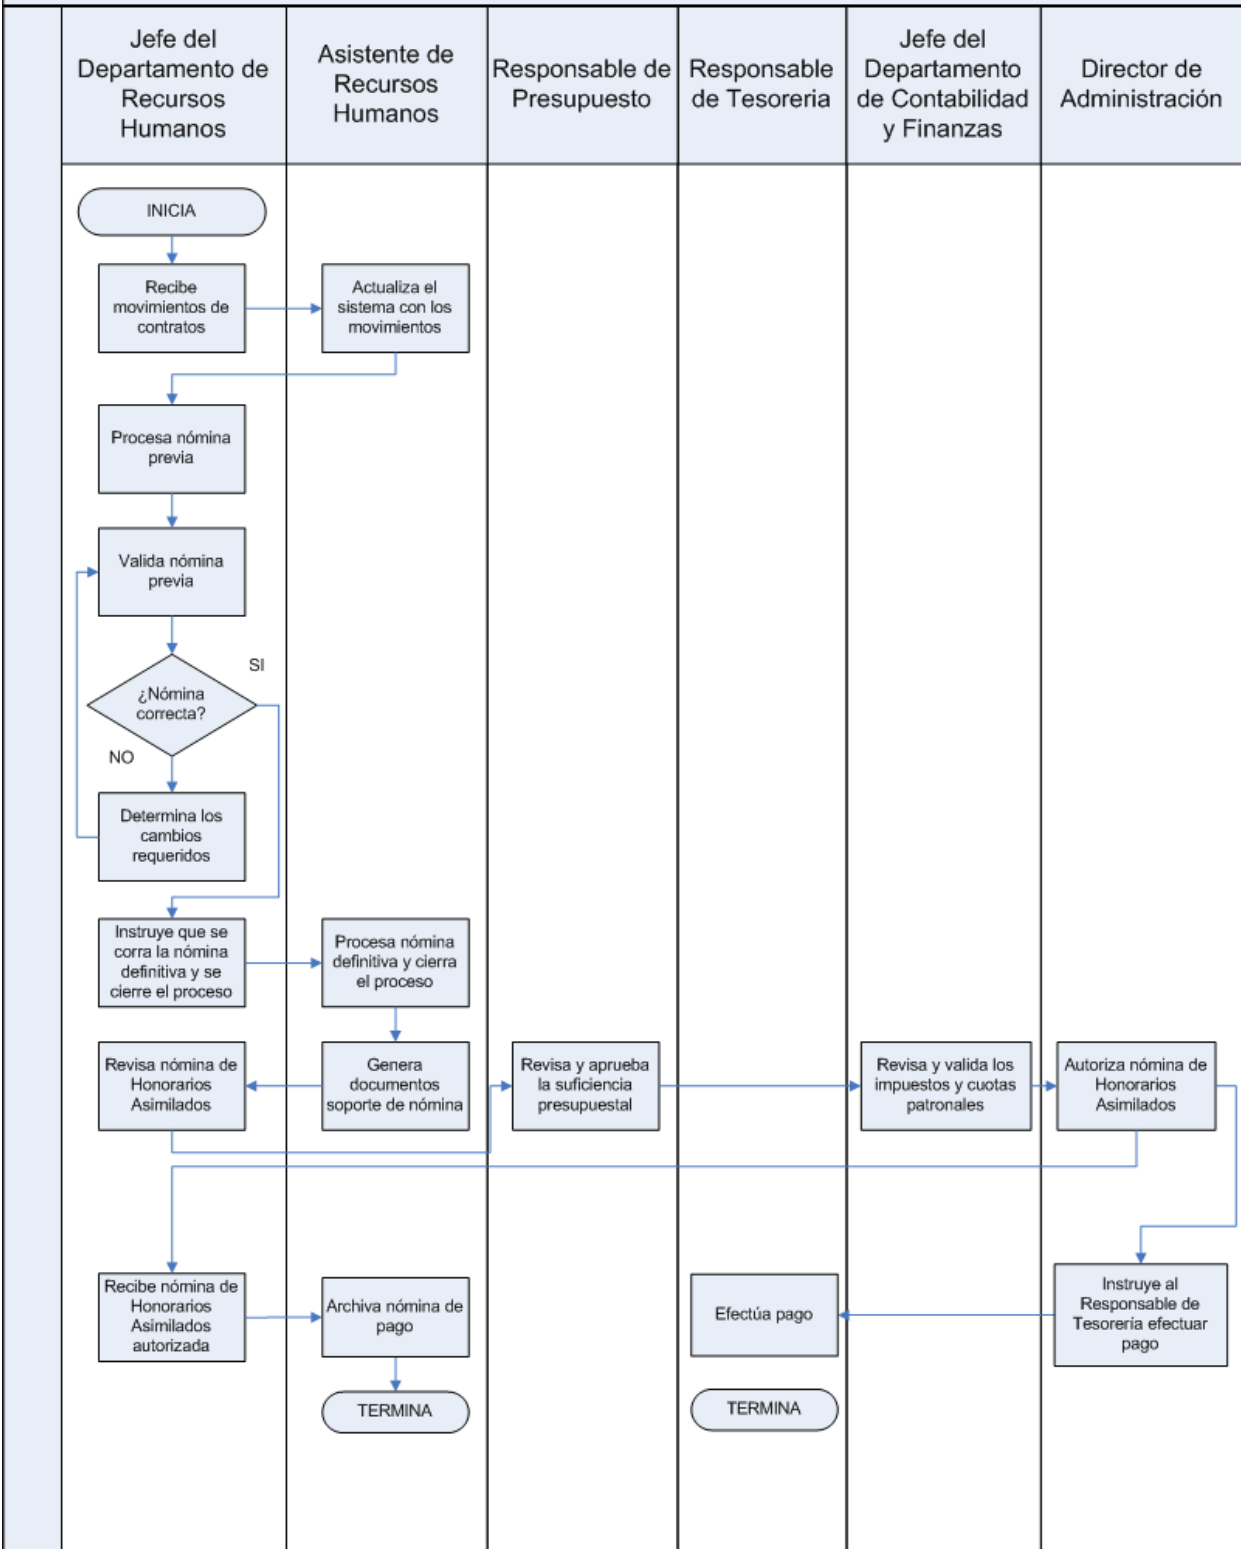 Jefe del
Departamento de
Recursos
Humanos
Asistente de
Recursos
Humanos
Responsable de
Presupuesto
Responsable
de Tesoreria
Jefe del
Departamento
de Contabilidad
y Finanzas
Director de
Administración
INICIA
Recibe
movimientos de
contratos
Actualiza el
sistema con los
movimientos
Procesa nómina
previa
Valida nómina
previa
SI
¿Nómina
correcta?
NO
Determina los
cambios
requeridos
Instruye que se
corra la nómina
definitiva y se
cierre el proceso
Procesa nómina
definitiva y cierra
el proceso
Revisa nómina de
Honorarios
Asimilados
Genera
documentos
soporte de nómina
Revisa y aprueba
la suficiencia
presupuestal
Revisa y valida los
impuestos y cuotas
patronales
Autoriza nómina de
Honorarios
Asimilados
Recibe nómina de
Honorarios
Asimilados
autorizada
Archiva nómina de
pago
Efectúa pago
Instruye al
Responsable de
Tesorería efectuar
pago
TERMINA
TERMINA